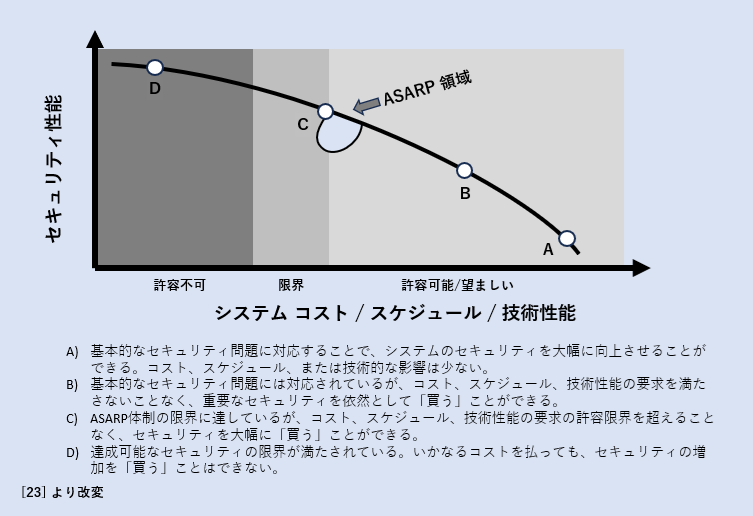 セキュリティ性能
D
C
ASARP 領域
B
A
許容不可
限界
許容可能/望ましい
システム コスト / スケジュール / 技術性能
A) 基本的なセキュリティ問題に対応することで、システムのセキュリティを大幅に向上させることが
できる。コスト、スケジュール、または技術的な影響は少ない。
B) 基本的なセキュリティ問題には対応されているが、コスト、スケジュール、技術性能の要求を満た
さないことなく、重要なセキュリティを依然として「買う」ことができる。
C) ASARP体制の限界に達しているが、コスト、スケジュール、技術性能の要求の許容限界を超えること
なく、セキュリティを大幅に「買う」ことができる。
D) 達成可能なセキュリティの限界が満たされている。いかなるコストを払っても、セキュリティの増
加を「買う」ことはできない。
[23] より改変